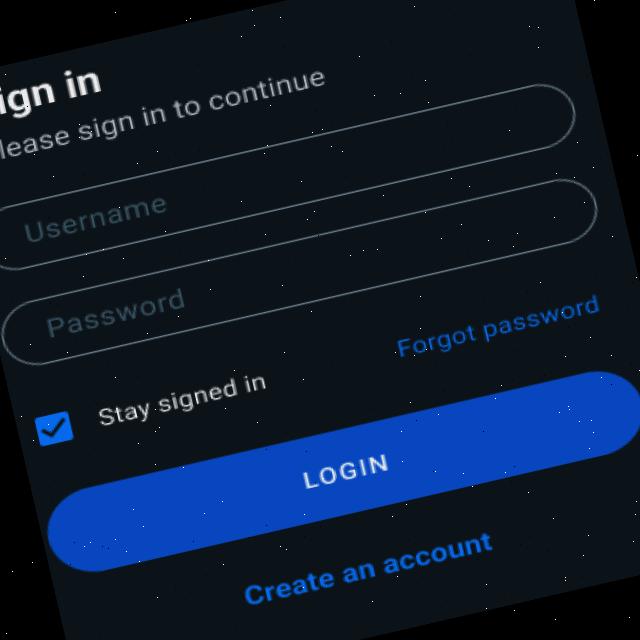 ign in
lease sign in to continue
Username
Password
Stay signed in
Forgot password
LOGIN
Create an account